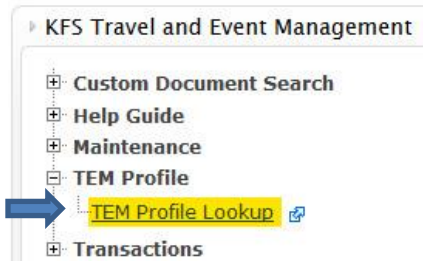 KFS Travel and Event Management
Custom Document Search
Help Guide
Maintenance
TEM Profile
TEM Profile Lookup
Transactions